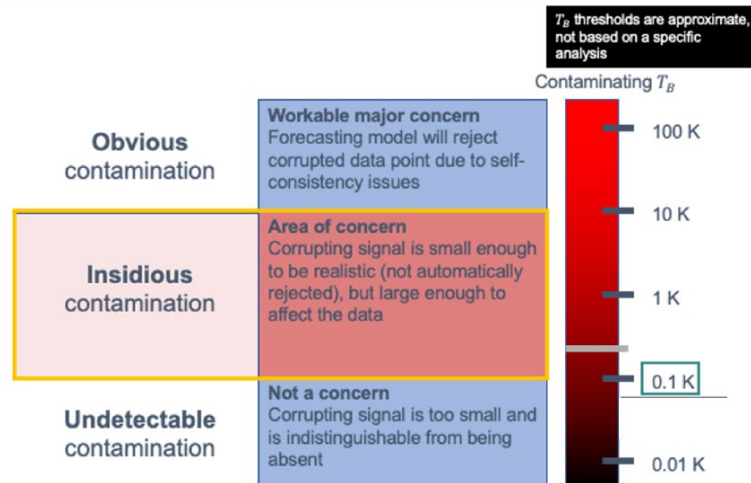 T_B thresholds are approximate,
not based on a specific
analysis
Contaminating T_B
Obvious
contamination
Workable major concern
Forecasting model will reject
corrupted data point due to self-
consistency issues
100 K
10 K
Insidious
contamination
Area of concern
Corrupting signal is small enough
to be realistic (not automatically
rejected), but large enough to
affect the data
1 K
0.1 K
Undetectable
contamination
Not a concern
Corrupting signal is too small and
is indistinguishable from being
absent
0.01 K